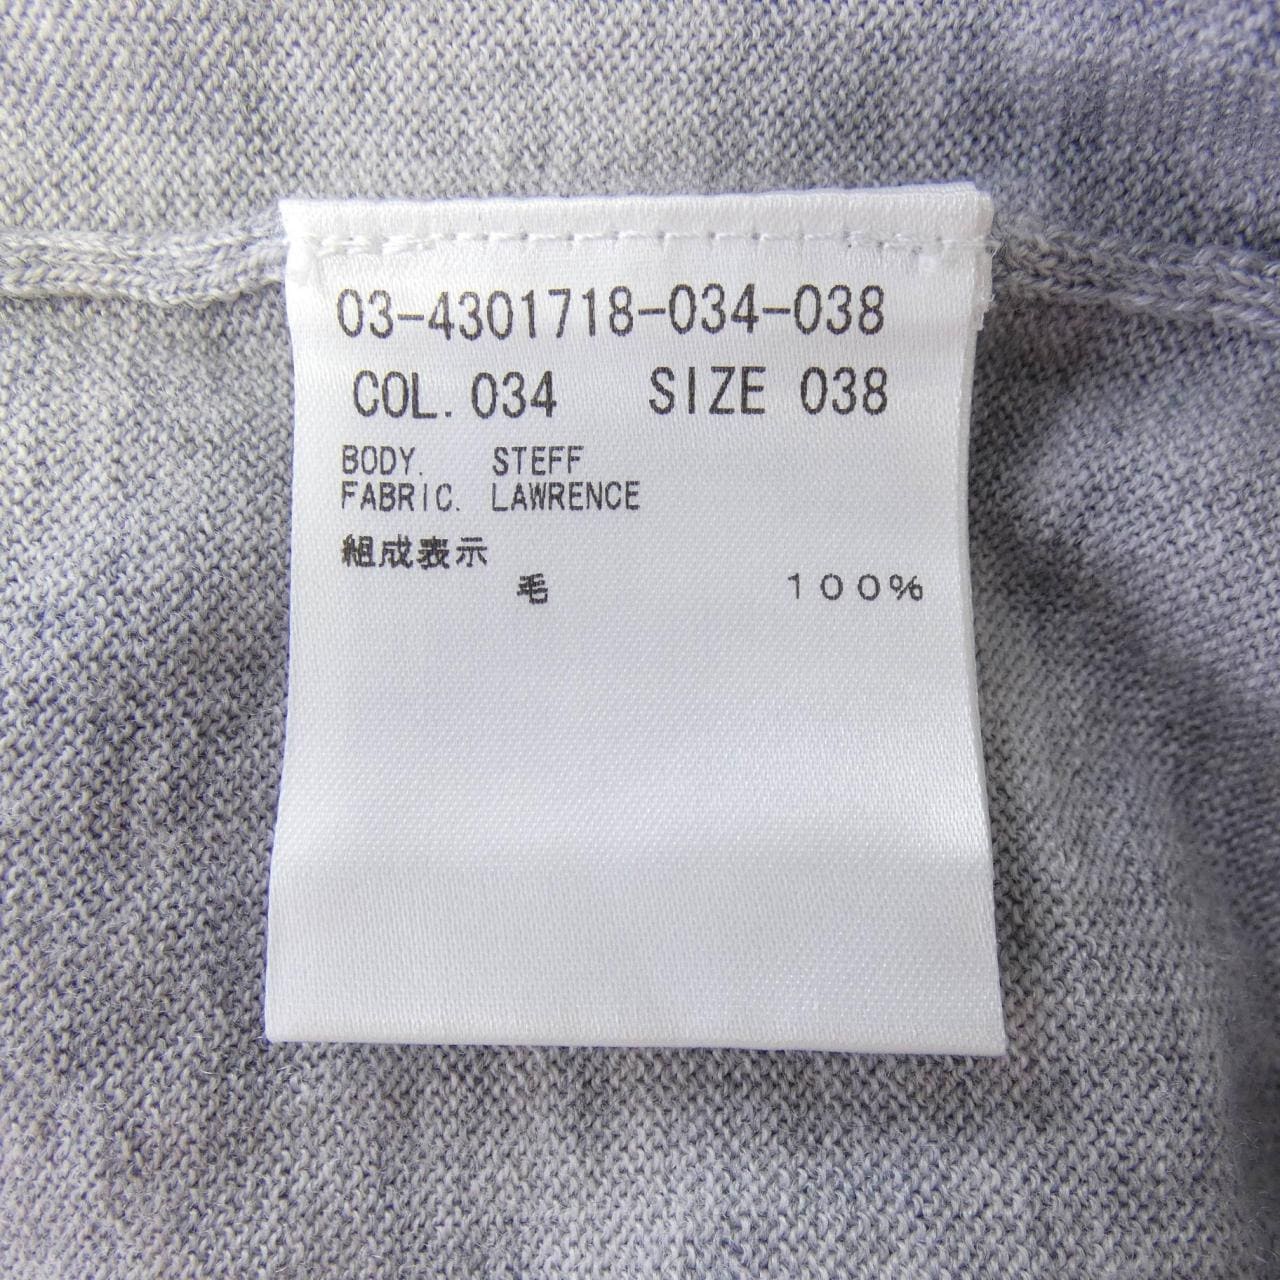 03-4301718-034-038
COL. 034 SIZE 038
BODY. STEFF
FABRIC. LAWRENCE
組成表示
毛 100%